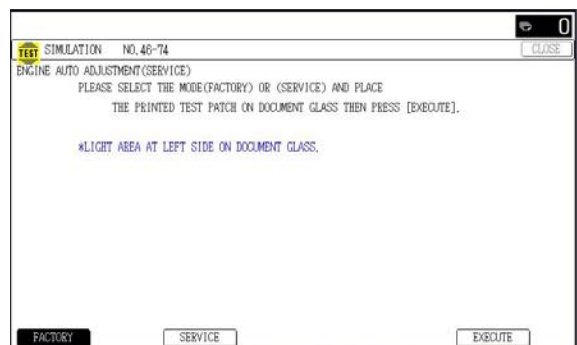 0
TEST SIMULATION NO.46-74 CLOSE
ENGINE AUTO ADJUSTMENT(SERVICE)
PLEASE SELECT THE MODE(FACTORY) OR (SERVICE) AND PLACE
THE PRINTED TEST PATCH ON DOCUMENT GLASS THEN PRESS [EXECUTE].
*LIGHT AREA AT LEFT SIDE ON DOCUMENT GLASS.
FACTORY SERVICE EXECUTE